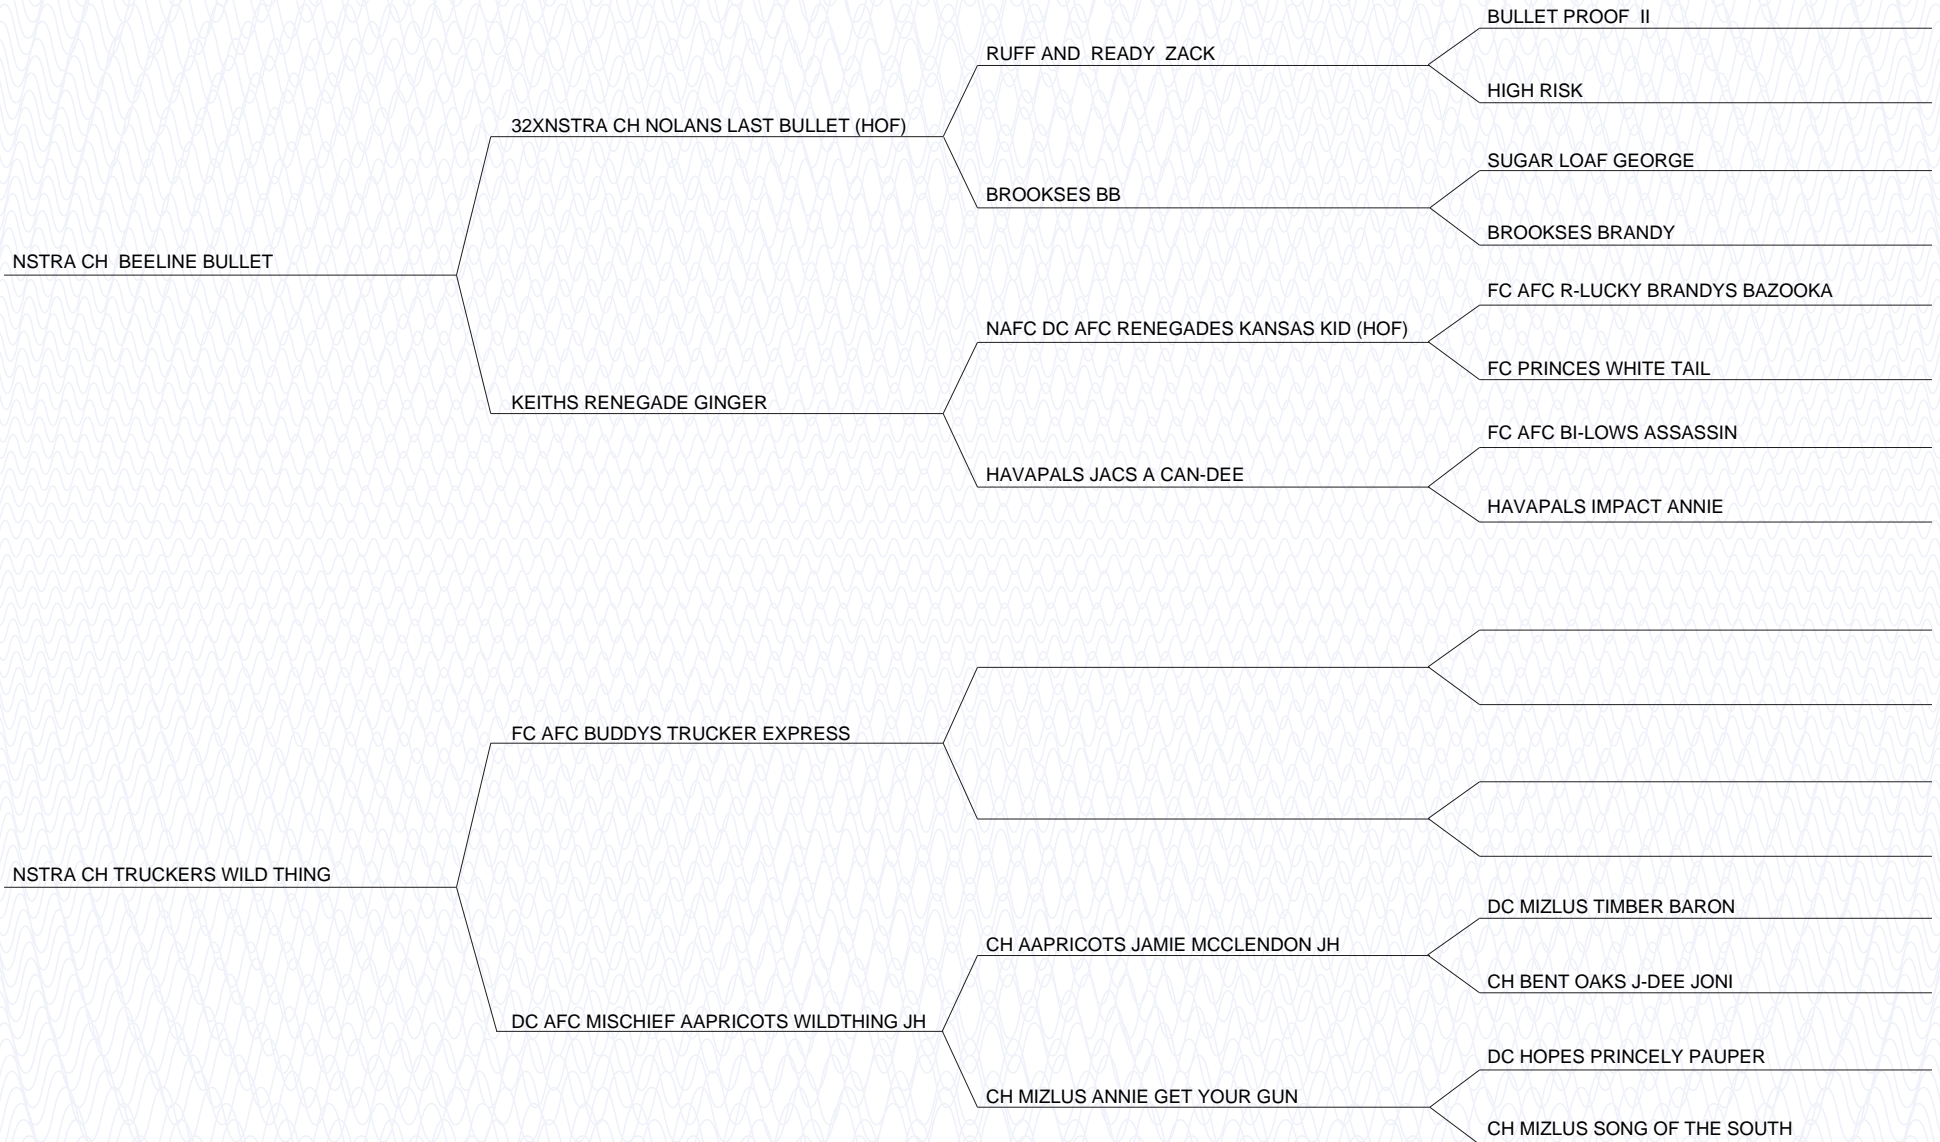 BULLET PROOF  II
RUFF AND  READY  ZACK
HIGH RISK
32XNSTRA CH NOLANS LAST BULLET (HOF)
SUGAR LOAF GEORGE
BROOKSES BB
BROOKSES BRANDY
NSTRA CH  BEELINE BULLET
FC AFC R-LUCKY BRANDYS BAZOOKA
NAFC DC AFC RENEGADES KANSAS KID (HOF)
FC PRINCES WHITE TAIL
KEITHS RENEGADE GINGER
FC AFC BI-LOWS ASSASSIN
HAVAPALS JACS A CAN-DEE
HAVAPALS IMPACT ANNIE
FC AFC BUDDYS TRUCKER EXPRESS
NSTRA CH TRUCKERS WILD THING
DC MIZLUS TIMBER BARON
CH AAPRICOTS JAMIE MCCLENDON JH
CH BENT OAKS J-DEE JONI
DC AFC MISCHIEF AAPRICOTS WILDTHING JH
DC HOPES PRINCELY PAUPER
CH MIZLUS ANNIE GET YOUR GUN
CH MIZLUS SONG OF THE SOUTH